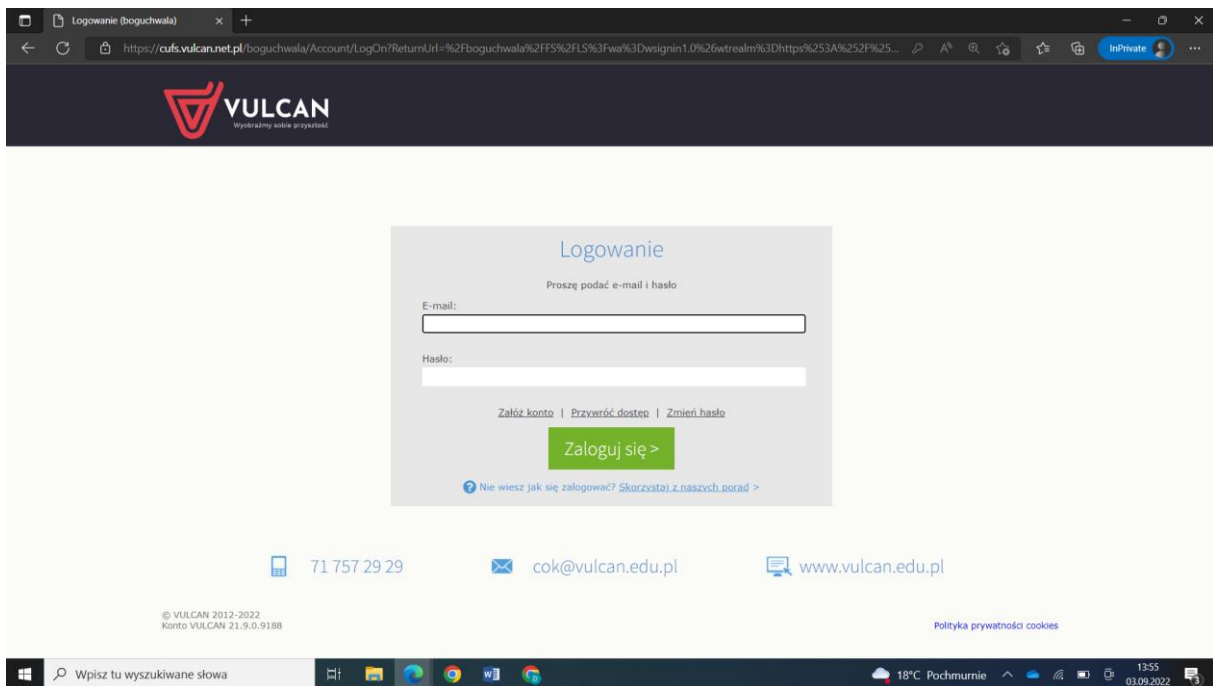 Logowanie (boguchwala)
https://cufs.vulcan.net.pl/boguchwala/Account/LogOn?ReturnUrl=%2Fboguchwala%2FFS%2FLS%3Fwa%3Dwsignin1.0%26wtrealm%3Dhttps%253A%252F%25...
InPrivate
VULCAN
Wyobraźmy sobie przyszłość
Logowanie
Proszę podać e-mail i hasło
E-mail:
Hasło:
Załóż konto | Przywróć dostęp | Zmień hasło
Zaloguj się >
Nie wiesz jak się zalogować? Skorzystaj z naszych porad >
71 757 29 29 cok@vulcan.edu.pl www.vulcan.edu.pl
© VULCAN 2012-2022
Konto VULCAN 21.9.0.9188
Polityka prywatności cookies
Wpisz tu wyszukiwane słowa
18°C Pochmurnie
13:55
03.09.2022
3